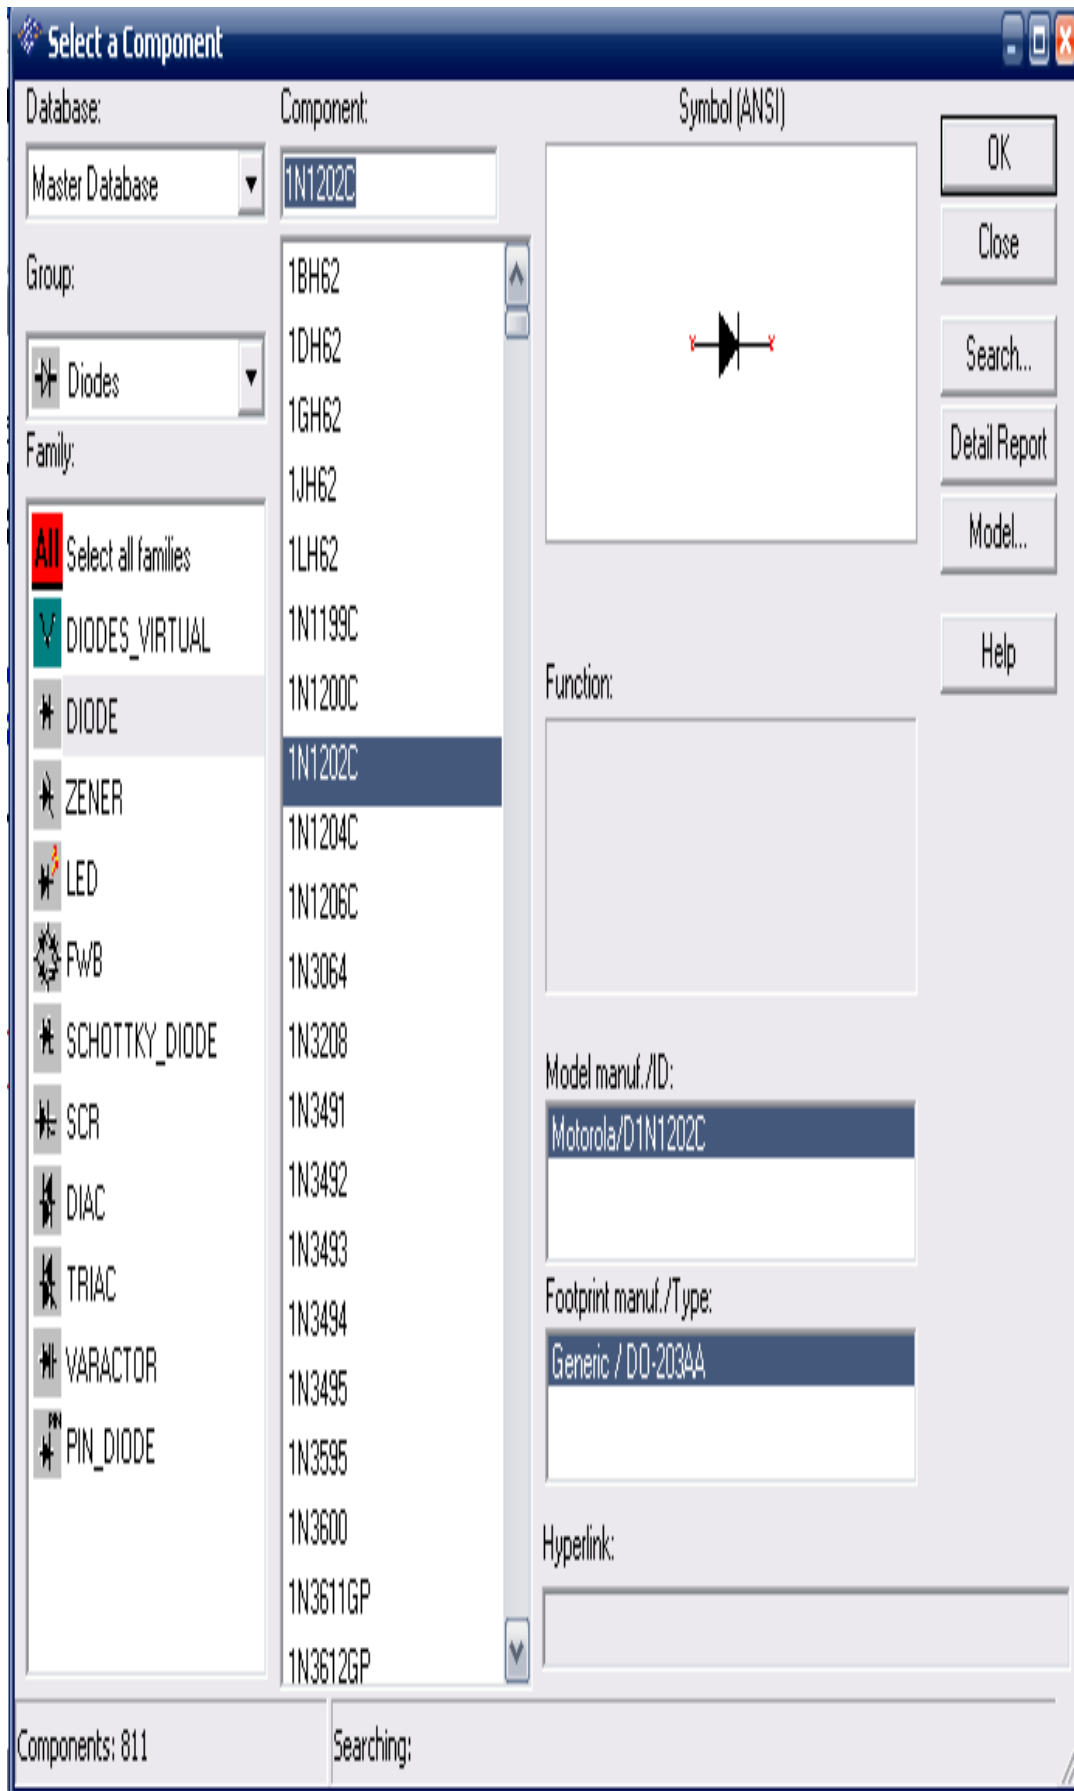 Select a Component
Database:
Master Database
Group:
Diodes
Family:
All Select all families
DIODES_VIRTUAL
DIODE
ZENER
LED
FWB
SCHOTTKY_DIODE
SCR
DIAC
TRIAC
VARACTOR
PIN PIN_DIODE
Component:
1N1202C
1BH62
1DH62
1GH62
1JH62
1LH62
1N1199C
1N1200C
1N1202C
1N1204C
1N1206C
1N3064
1N3208
1N3491
1N3492
1N3493
1N3494
1N3495
1N3595
1N3600
1N3611GP
1N3612GP
Symbol (ANSI)
Function:
Model manuf./ID:
Motorola/D1N1202C
Footprint manuf./Type:
Generic / DO-203AA
Hyperlink:
OK
Close
Search...
Detail Report
Model...
Help
Components: 811
Searching: